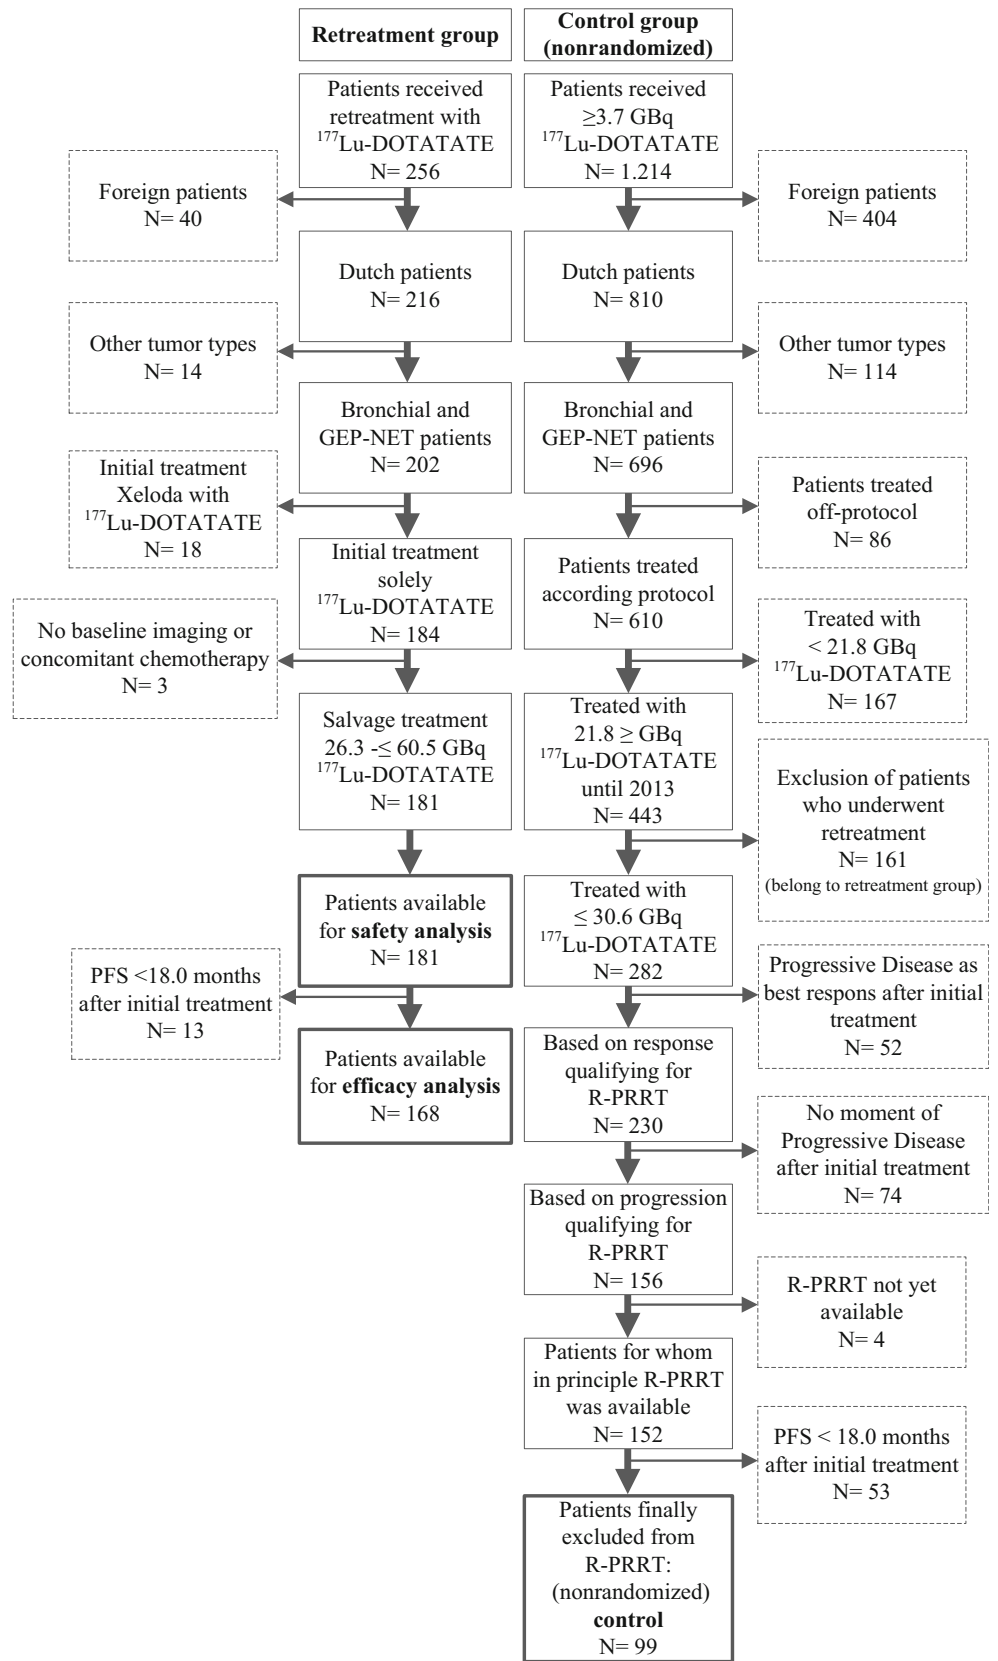 Retreatment group
Control group
(nonrandomized)
Patients received
retreatment with
¹⁷⁷Lu-DOTATATE
N= 256
Patients received
≥3.7 GBq
¹⁷⁷Lu-DOTATATE
N= 1.214
Foreign patients
N= 40
Foreign patients
N= 404
Dutch patients
N= 216
Dutch patients
N= 810
Other tumor types
N= 14
Other tumor types
N= 114
Bronchial and
GEP-NET patients
N= 202
Bronchial and
GEP-NET patients
N= 696
Initial treatment
Xeloda with
¹⁷⁷Lu-DOTATATE
N= 18
Patients treated
off-protocol
N= 86
Initial treatment
solely
¹⁷⁷Lu-DOTATATE
N= 184
Patients treated
according protocol
N= 610
No baseline imaging or
concomitant chemotherapy
N= 3
Treated with
< 21.8 GBq
¹⁷⁷Lu-DOTATATE
N= 167
Salvage treatment
26.3 -≤ 60.5 GBq
¹⁷⁷Lu-DOTATATE
N= 181
Treated with
21.8 ≥ GBq
¹⁷⁷Lu-DOTATATE
until 2013
N= 443
Exclusion of patients
who underwent
retreatment
N= 161
(belong to retreatment group)
Patients available
for safety analysis
N= 181
Treated with
≤ 30.6 GBq
¹⁷⁷Lu-DOTATATE
N= 282
PFS <18.0 months
after initial treatment
N= 13
Progressive Disease as
best respons after initial
treatment
N= 52
Patients available
for efficacy analysis
N= 168
Based on response
qualifying for
R-PRRT
N= 230
No moment of
Progressive Disease
after initial treatment
N= 74
Based on progression
qualifying for
R-PRRT
N= 156
R-PRRT not yet
available
N= 4
Patients for whom
in principle R-PRRT
was available
N= 152
PFS < 18.0 months
after initial treatment
N= 53
Patients finally
excluded from
R-PRRT:
(nonrandomized)
control
N= 99